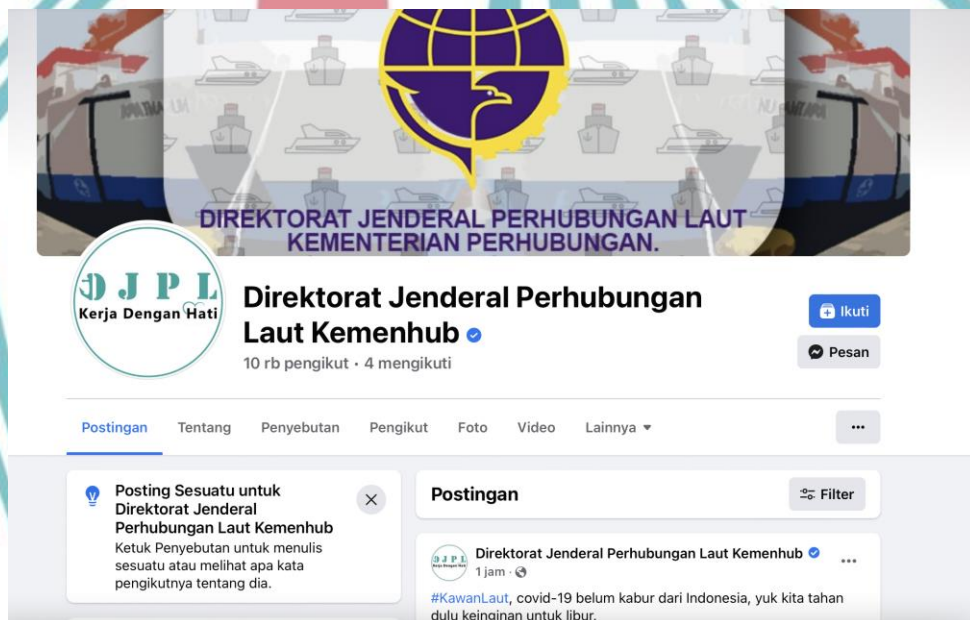 DIREKTORAT JENDERAL PERHUBUNGAN LAUT
KEMENTERIAN PERHUBUNGAN.
DJPL
Kerja Dengan Hati
Direktorat Jenderal Perhubungan
Laut Kemenhub
10 rb pengikut · 4 mengikuti
Ikuti
Pesan
Postingan Tentang Penyebutan Pengikut Foto Video Lainnya
Posting Sesuatu untuk
Direktorat Jenderal
Perhubungan Laut Kemenhub
Ketuk Penyebutan untuk menulis
sesuatu atau melihat apa kata
pengikutnya tentang dia.
Postingan
Filter
DJPL
Direktorat Jenderal Perhubungan Laut Kemenhub
1 jam ·
#KawanLaut, covid-19 belum kabur dari Indonesia, yuk kita tahan
dulu keinginan untuk libur.